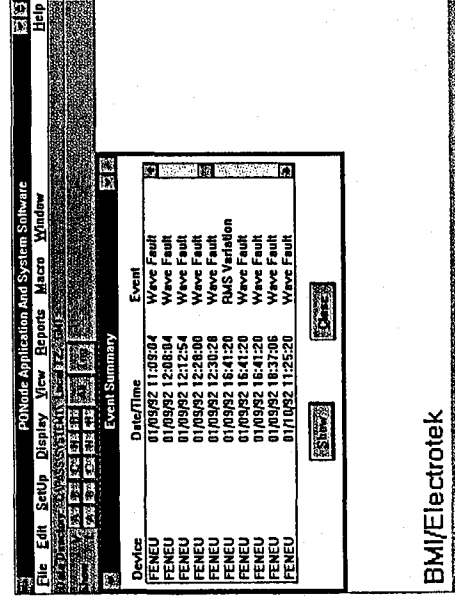 PQNode Application And System Software
File Edit SetUp Display View Reports Macro Window Help
Event Summary
Device Date/Time Event
FENEU 01/09/92 11:09:04 Wave Fault
FENEU 01/09/92 12:08:04 Wave Fault
FENEU 01/09/92 12:12:54 Wave Fault
FENEU 01/09/92 12:28:00 Wave Fault
FENEU 01/09/92 12:30:28 Wave Fault
FENEU 01/09/92 16:41:20 RMS Variation
FENEU 01/09/92 16:41:20 Wave Fault
FENEU 01/09/92 16:41:20 Wave Fault
FENEU 01/09/92 16:37:06 Wave Fault
FENEU 01/10/92 11:25:20 Wave Fault
Show Close
BMI/Electrotek